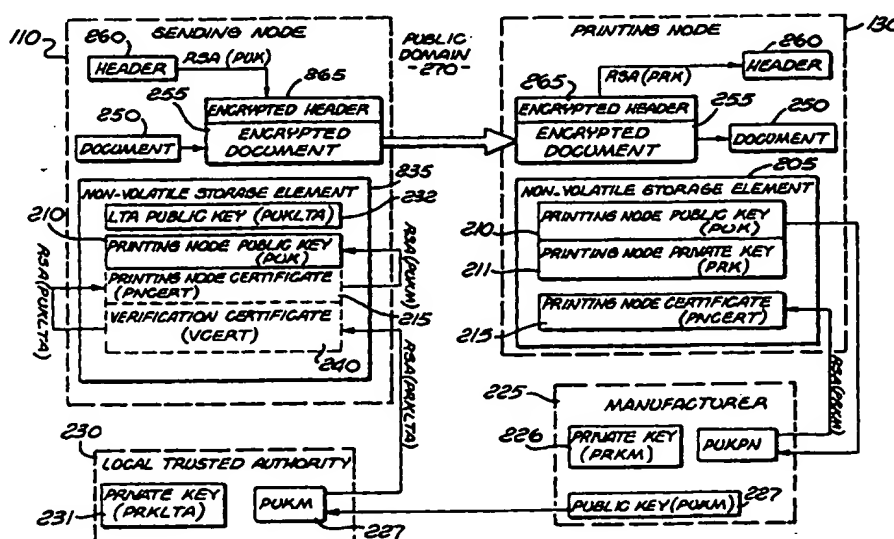 SENDING NODE
PRINTING NODE
110
260
HEADER
RSA (PUK)
PUBLIC
DOMAIN
-270-
130
260
HEADER
RSA (PRK)
265
255
250
ENCRYPTED HEADER
ENCRYPTED
DOCUMENT
DOCUMENT
265
255
250
ENCRYPTED HEADER
ENCRYPTED
DOCUMENT
DOCUMENT
235
NON-VOLATILE STORAGE ELEMENT
LTA PUBLIC KEY (PUKLTA)
232
210
PRINTING NODE
PUBLIC KEY
(PUK)
PRINTING NODE
CERTIFICATE
(PNCERT)
215
VERIFICATION CERTIFICATE
(VCERT)
240
RSA(PUKLTA)
RSA(PUKM)
RSA(PRKLTA)
205
NON-VOLATILE STORAGE ELEMENT
210
PRINTING NODE PUBLIC KEY
(PUK)
211
PRINTING NODE PRIVATE KEY
(PRK)
215
PRINTING NODE CERTIFICATE
(PNCERT)
RSA(PRKM)
225
MANUFACTURER
226
PRIVATE KEY
(PRKM)
PUKPN
PUBLIC KEY (PUKM)
227
230
LOCAL TRUSTED AUTHORITY
231
PRIVATE KEY
(PRKLTA)
PUKM
227